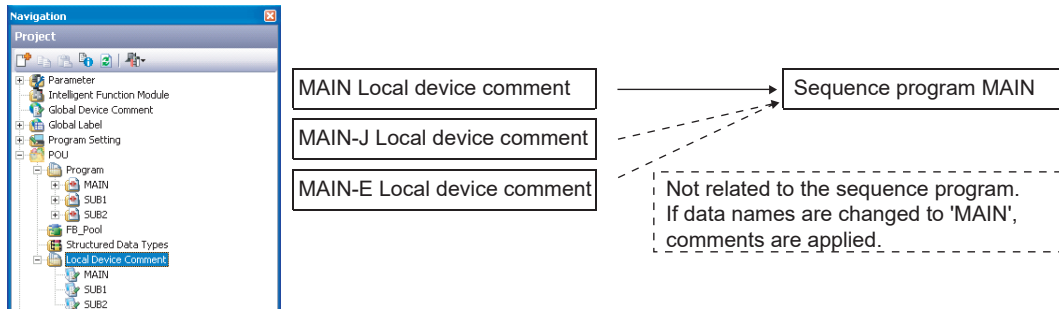 Navigation
Project
Parameter
Intelligent Function Module
Global Device Comment
Global Label
Program Setting
POU
Program
MAIN
SUB1
SUB2
FB_Pool
Structured Data Types
Local Device Comment
MAIN
SUB1
SUB2
MAIN Local device comment
MAIN-J Local device comment
MAIN-E Local device comment
Sequence program MAIN
Not related to the sequence program.
If data names are changed to 'MAIN',
comments are applied.